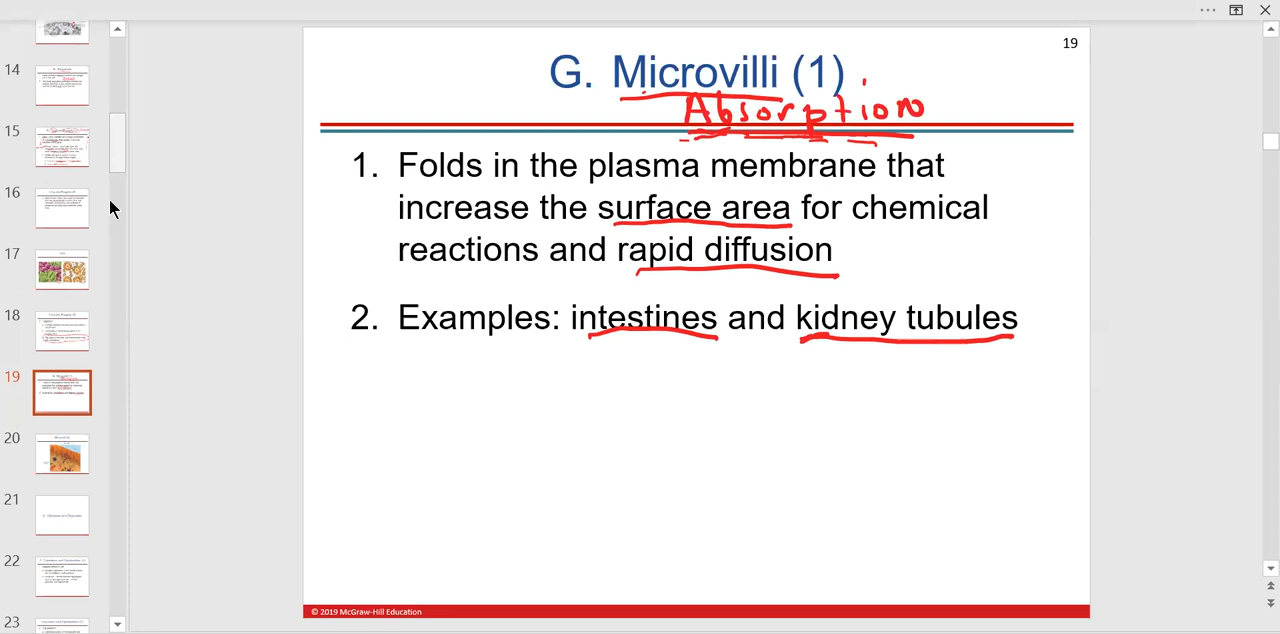 14
15
16
17
18
19
20
21
22
23
19
G. Microvilli (1)
Absorption
1. Folds in the plasma membrane that
increase the surface area for chemical
reactions and rapid diffusion
2. Examples: intestines and kidney tubules
© 2019 McGraw-Hill Education